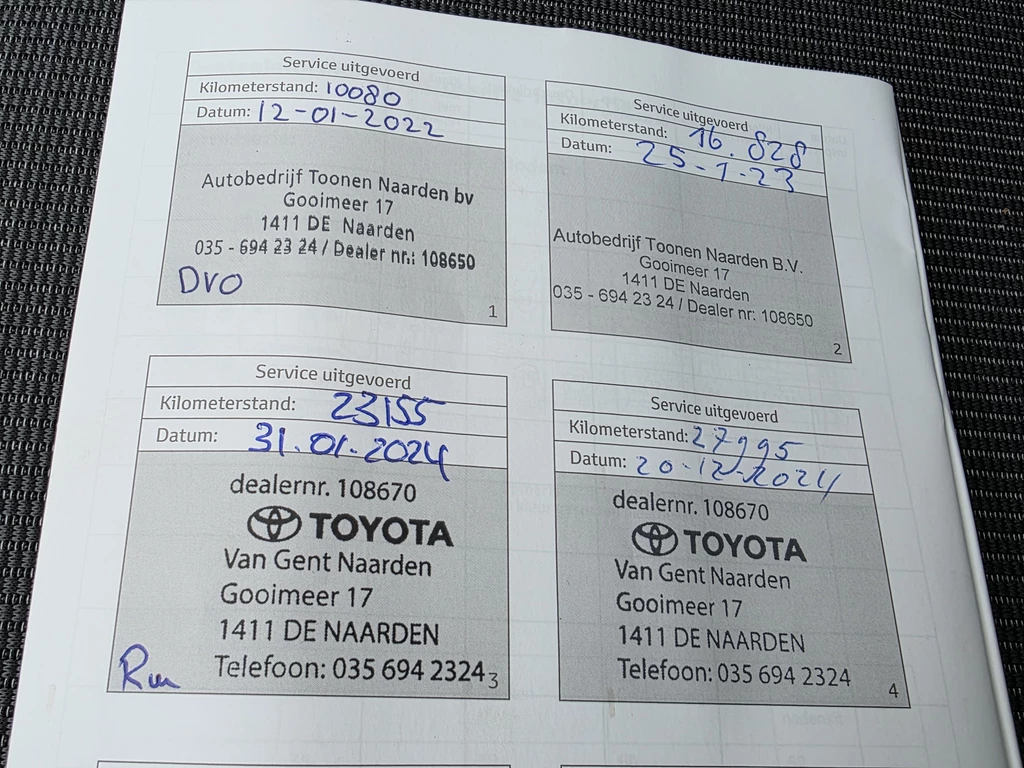 Service uitgevoerd
Kilometerstand: 10080
Datum: 12-01-2022
Autobedrijf Toonen Naarden bv
Gooimeer 17
1411 DE Naarden
035 - 694 23 24 / Dealer nr.: 108650
DVO
1
Service uitgevoerd
Kilometerstand: 16.828
Datum: 25-1-23
Autobedrijf Toonen Naarden B.V.
Gooimeer 17
1411 DE Naarden
035 - 694 23 24 / Dealer nr: 108650
2
Service uitgevoerd
Kilometerstand: 23155
Datum: 31.01.2024
dealernr. 108670
TOYOTA
Van Gent Naarden
Gooimeer 17
1411 DE NAARDEN
Telefoon: 035 694 2324
3
Service uitgevoerd
Kilometerstand: 27995
Datum: 20-12-2024
dealernr. 108670
TOYOTA
Van Gent Naarden
Gooimeer 17
1411 DE NAARDEN
Telefoon: 035 694 2324
4